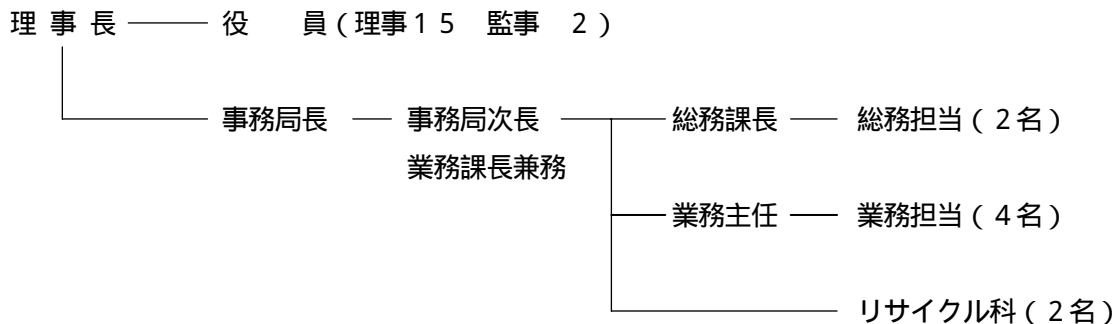 理 事 長 役　　員 ( 理事１５　監事　２ )
事務局長 事務局次長 総務課長 総務担当 ( ２名 )
業務課長兼務
業務主任 業務担当 ( ４名 )
リサイクル科 ( ２名 )